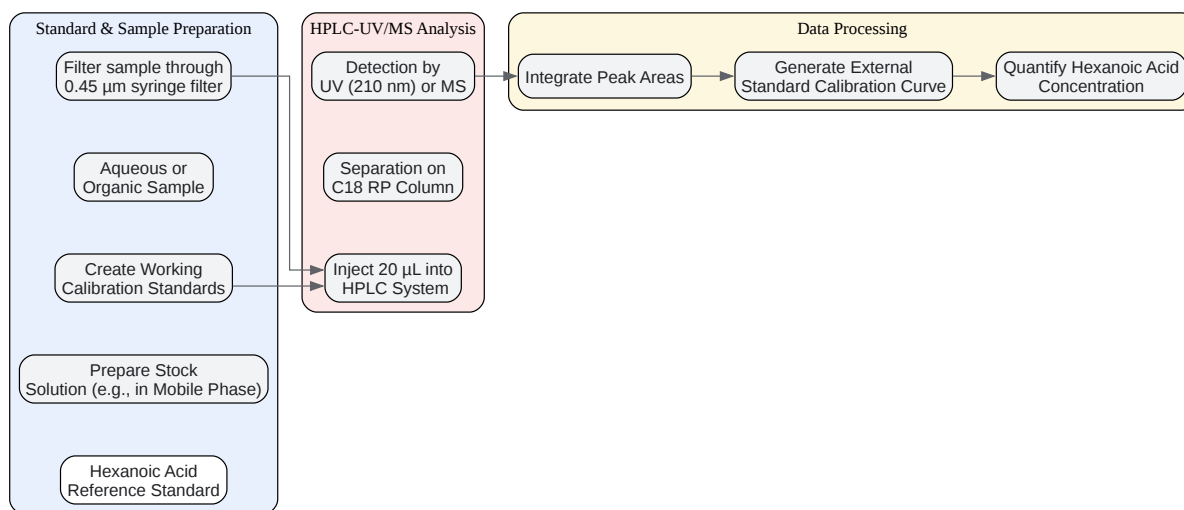 Standard & Sample Preparation
Filter sample through
0.45 µm syringe filter
Aqueous or
Organic Sample
Create Working
Calibration Standards
Prepare Stock
Solution (e.g., in Mobile Phase)
Hexanoic Acid
Reference Standard
HPLC-UV/MS Analysis
Detection by
UV (210 nm) or MS
Separation on
C18 RP Column
Inject 20 µL into
HPLC System
Data Processing
Integrate Peak Areas
Generate External
Standard Calibration Curve
Quantify Hexanoic Acid
Concentration